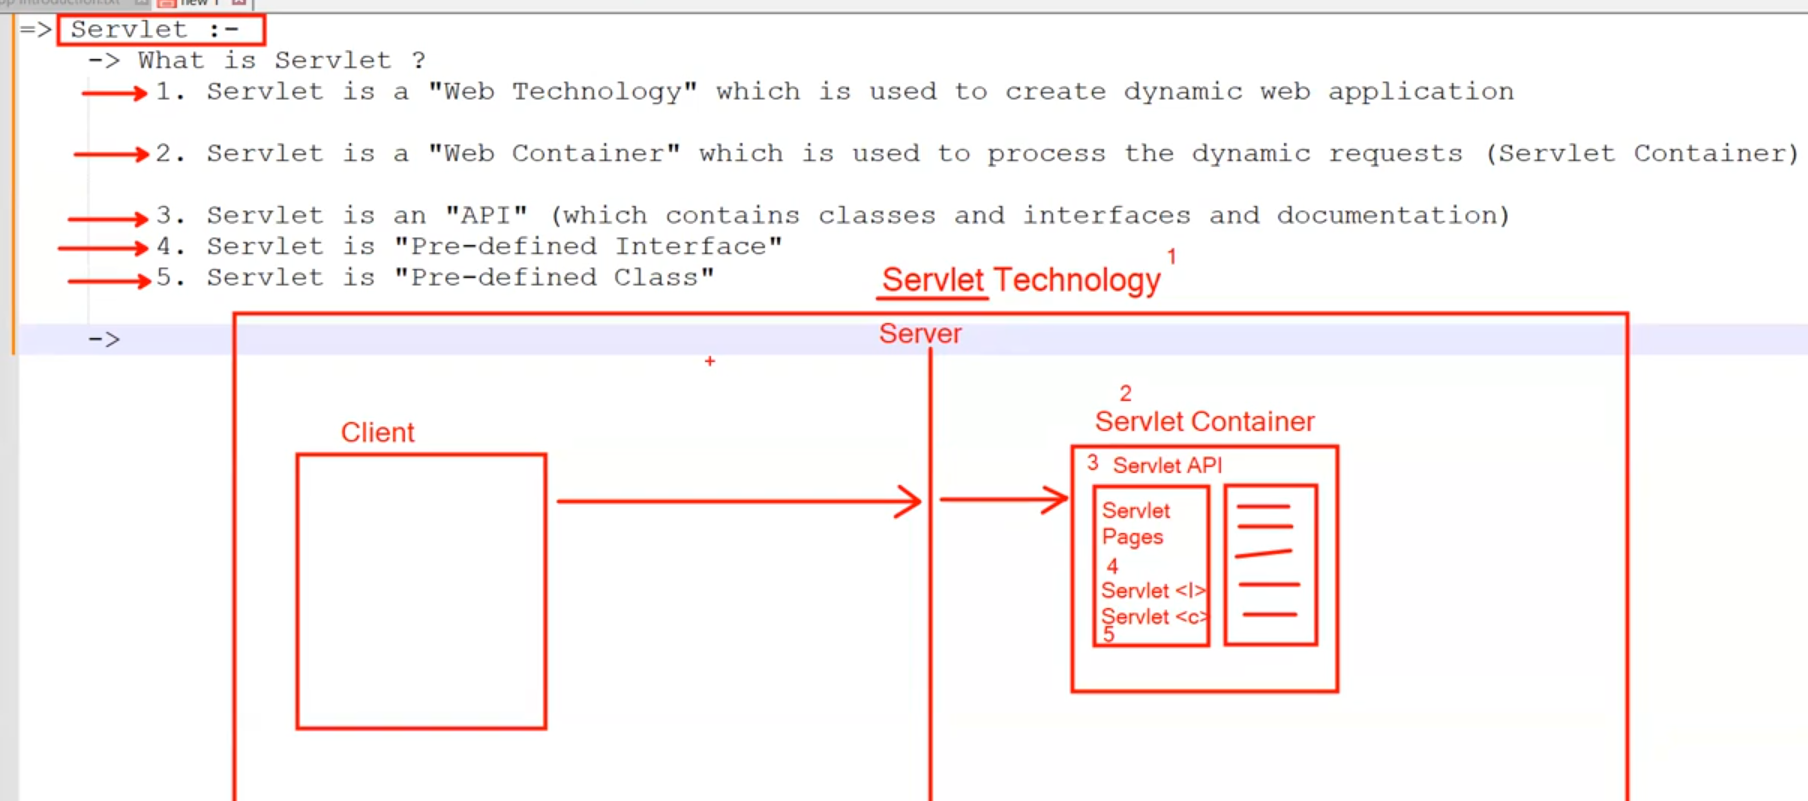 new 1
=> Servlet :-
-> What is Servlet ?
1. Servlet is a "Web Technology" which is used to create dynamic web application
2. Servlet is a "Web Container" which is used to process the dynamic requests (Servlet Container)
3. Servlet is an "API" (which contains classes and interfaces and documentation)
4. Servlet is "Pre-defined Interface"
5. Servlet is "Pre-defined Class"
->
Servlet Technology 1
Server
Client
2
Servlet Container
3 Servlet API
Servlet
Pages
4
Servlet <I>
Servlet <c>
5